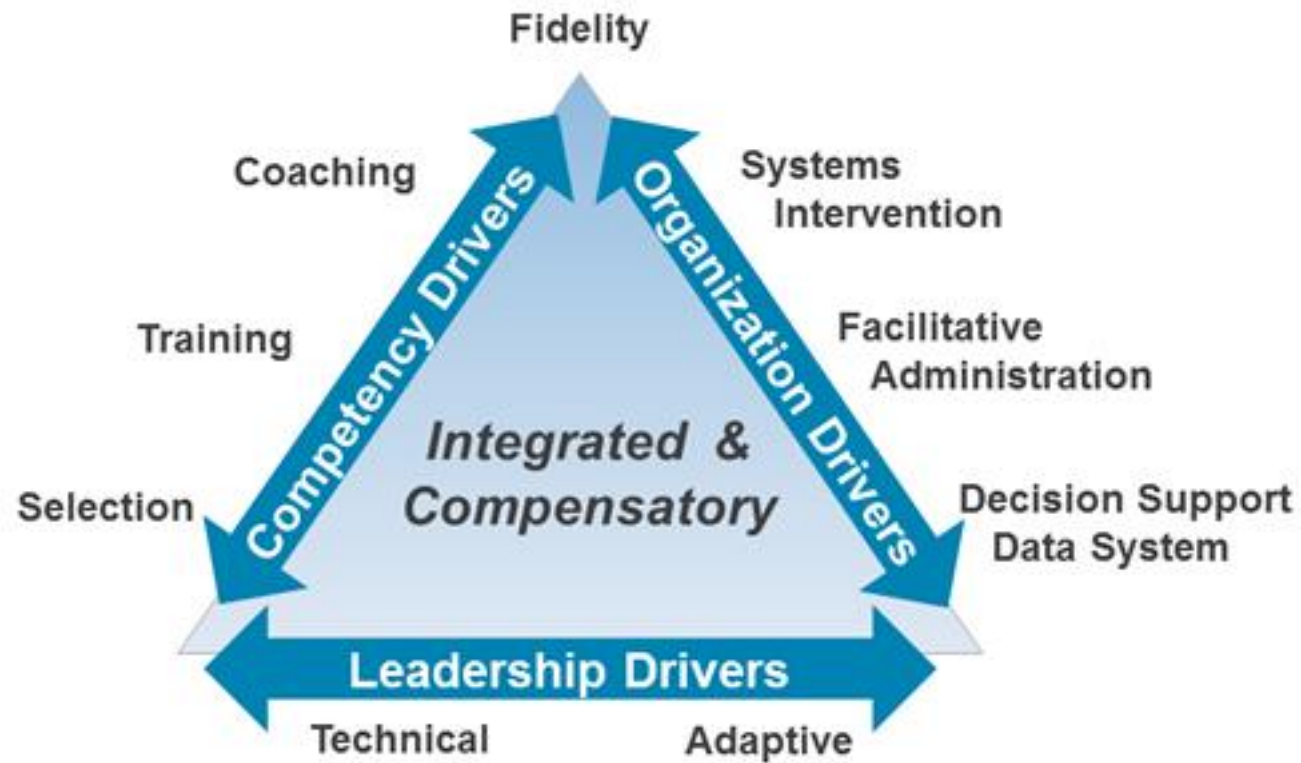 Fidelity
Coaching
Training
Selection
Competency Drivers
Organization Drivers
Systems
Intervention
Facilitative
Administration
Decision Support
Data System
Integrated &
Compensatory
Leadership Drivers
Technical
Adaptive